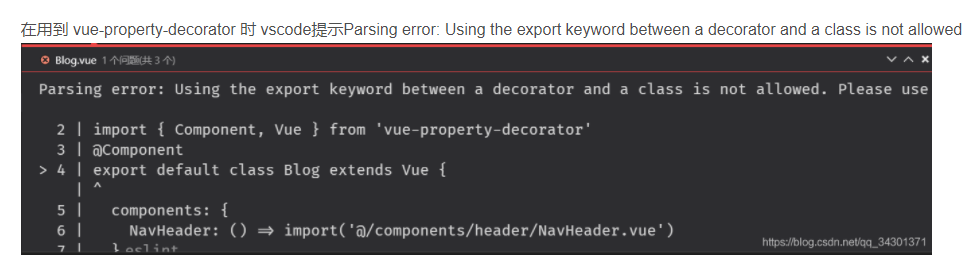 在用到 vue-property-decorator 时 vscode提示Parsing error: Using the export keyword between a decorator and a class is not allowed
Blog.vue 1 个问题(共 3 个)
Parsing error: Using the export keyword between a decorator and a class is not allowed. Please use
2 | import { Component, Vue } from 'vue-property-decorator'
3 | @Component
> 4 | export default class Blog extends Vue {
| ^
5 | components: {
6 | NavHeader: () => import('@/components/header/NavHeader.vue')
7 | } eslint
https://blog.csdn.net/qq_34301371